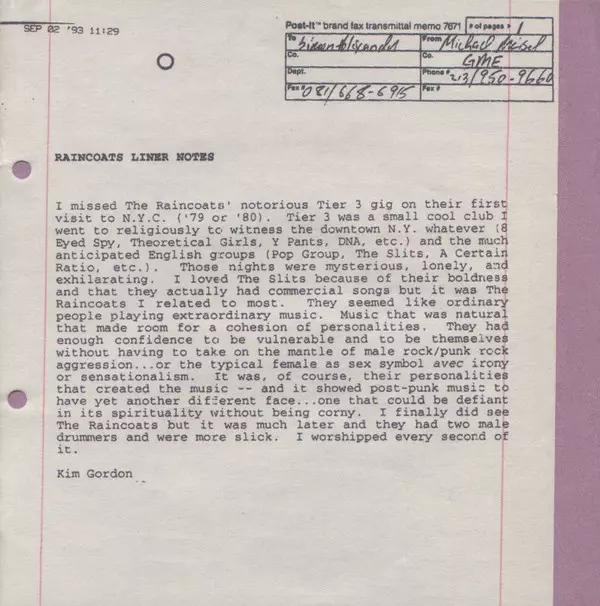 SEP 02 '93 11:29
Post-It™ brand fax transmittal memo 7671 # of pages ▸ 1
To
From Michael Meisel
Co.
Co. GME
Dept.
Phone # 213/950-9660
Fax # 081/668-6915
Fax #
RAINCOATS LINER NOTES
I missed The Raincoats' notorious Tier 3 gig on their first
visit to N.Y.C. ('79 or '80). Tier 3 was a small cool club I
went to religiously to witness the downtown N.Y. whatever (8
Eyed Spy, Theoretical Girls, Y Pants, DNA, etc.) and the much
anticipated English groups (Pop Group, The Slits, A Certain
Ratio, etc.). Those nights were mysterious, lonely, and
exhilarating. I loved The Slits because of their boldness
and that they actually had commercial songs but it was The
Raincoats I related to most. They seemed like ordinary
people playing extraordinary music. Music that was natural
that made room for a cohesion of personalities. They had
enough confidence to be vulnerable and to be themselves
without having to take on the mantle of male rock/punk rock
aggression...or the typical female as sex symbol avec irony
or sensationalism. It was, of course, their personalities
that created the music -- and it showed post-punk music to
have yet another different face...one that could be defiant
in its spirituality without being corny. I finally did see
The Raincoats but it was much later and they had two male
drummers and were more slick. I worshipped every second of
it.
Kim Gordon